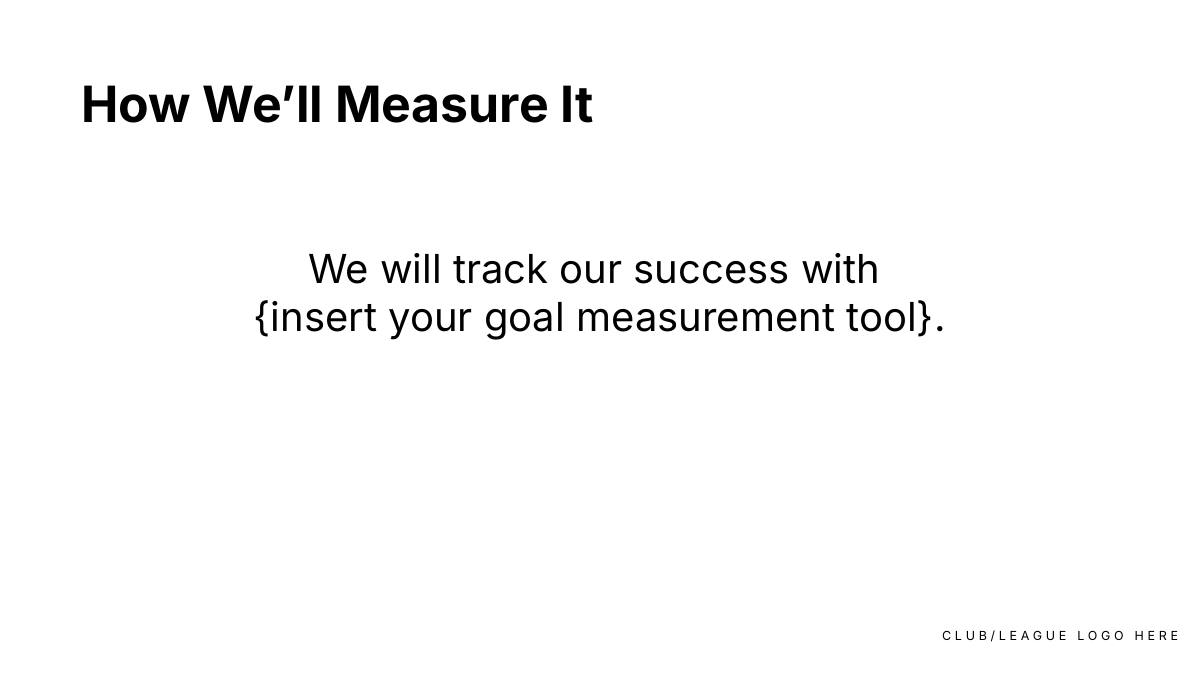 How We’ll Measure It
We will track our success with
{insert your goal measurement tool}.
CLUB/LEAGUE LOGO HERE